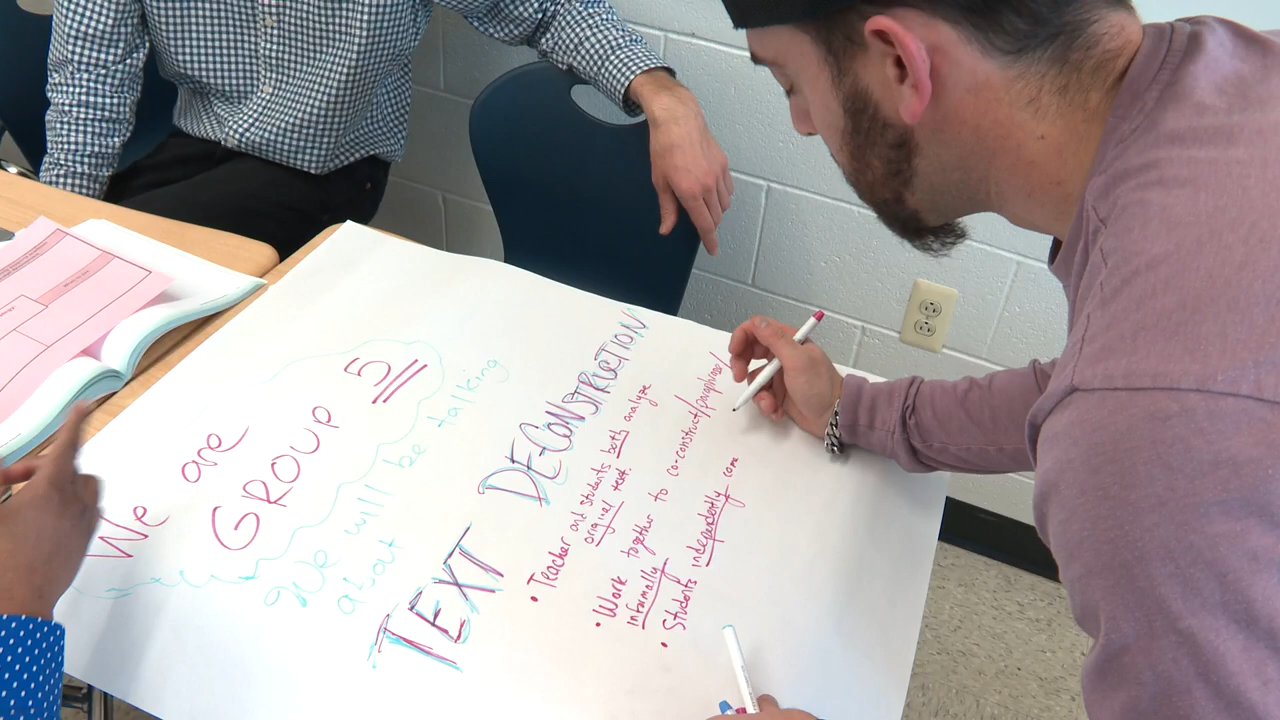 We are
GROUP 5
We will be talking
about
TEXT DECONSTRUCTION
• Teacher and students both analyze
original text.
• Work together to co-construct/paraphrase/
informally
• Students independently core